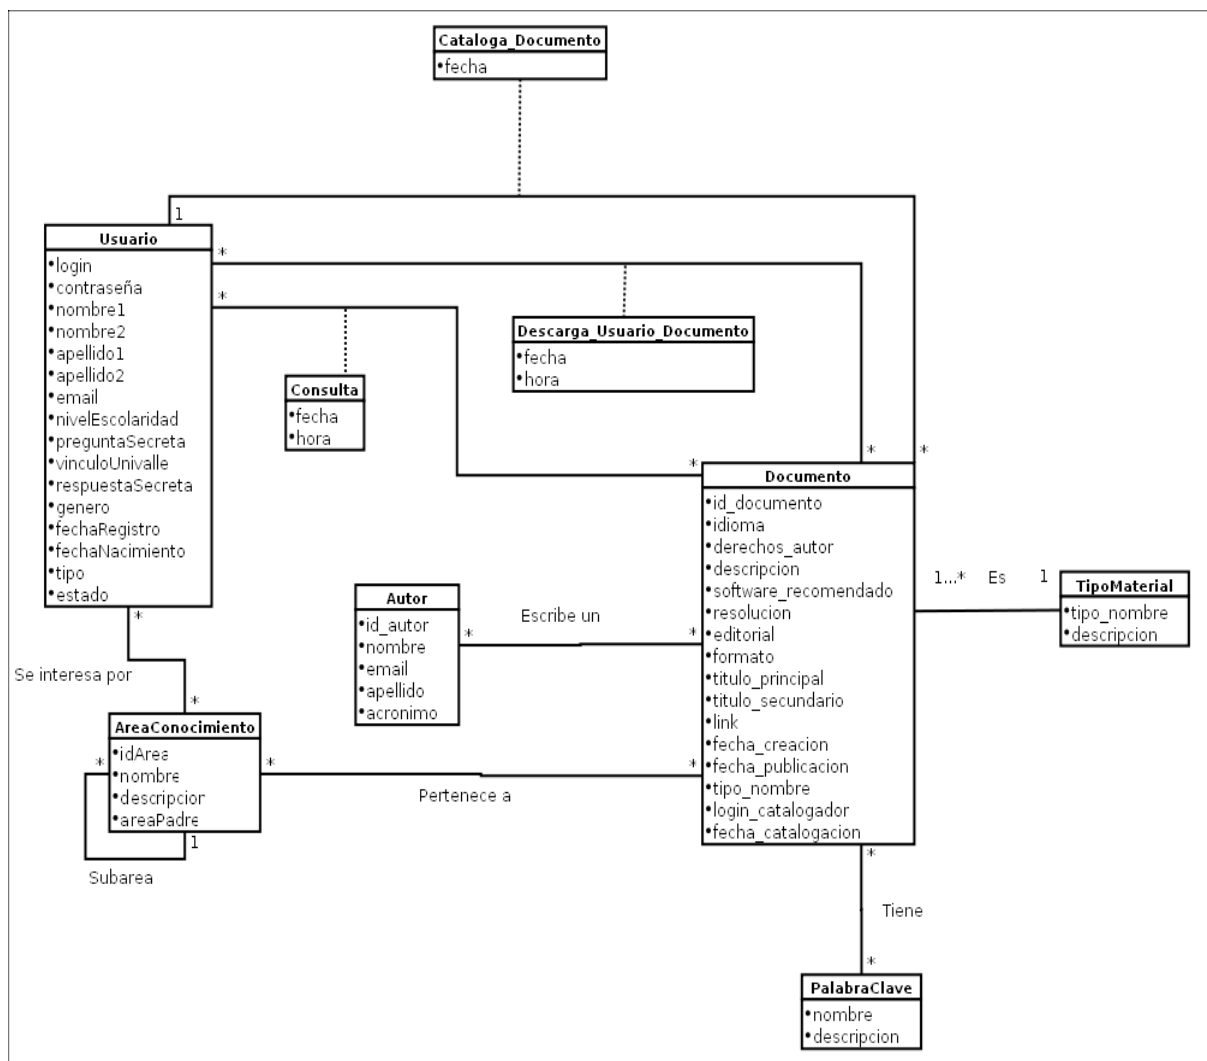 Cataloga_Documento
•fecha
1
Usuario
•login
•contraseña
•nombre1
•nombre2
•apellido1
•apellido2
•email
•nivelEscolaridad
•preguntaSecreta
•vinculoUnivalle
•respuestaSecreta
•genero
•fechaRegistro
•fechaNacimiento
•tipo
•estado
*
*
*
Descarga_Usuario_Documento
•fecha
•hora
Consulta
•fecha
•hora
*
*
*
Documento
•id_documento
•idioma
•derechos_autor
•descripcion
•software_recomendado
•resolucion
•editorial
•formato
•titulo_principal
•titulo_secundario
•link
•fecha_creacion
•fecha_publicacion
•tipo_nombre
•login_catalogador
•fecha_catalogacion
1...* Es 1
TipoMaterial
•tipo_nombre
•descripcion
Autor
•id_autor
•nombre
•email
•apellido
•acronimo
* Escribe un *
Se interesa por
*
AreaConocimiento
•idArea
•nombre
•descripcion
•areaPadre
*
1
Subarea
* Pertenece a *
*
Tiene
*
PalabraClave
•nombre
•descripcion